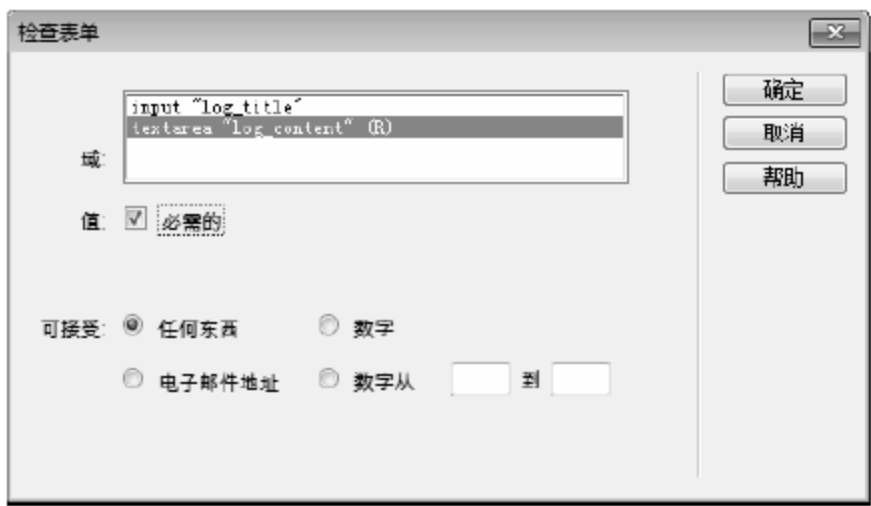 检查表单
input "log_title"
textarea "log_content" (R)
域:
值: 必需的
可接受: 任何东西 数字
电子邮件地址 数字从 到
确定
取消
帮助